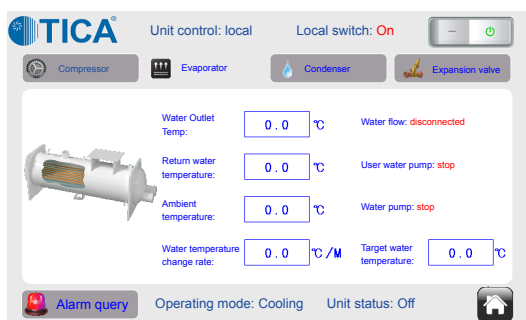 TICA®
Unit control: local
Local switch: On
Compressor
Evaporator
Condenser
Expansion valve
Water Outlet
Temp:
0.0 ℃
Water flow: disconnected
Return water
temperature:
0.0 ℃
User water pump: stop
Ambient
temperature:
0.0 ℃
Water pump: stop
Water temperature
change rate:
0.0 ℃/M
Target water
temperature:
0.0 ℃
Alarm query
Operating mode: Cooling
Unit status: Off